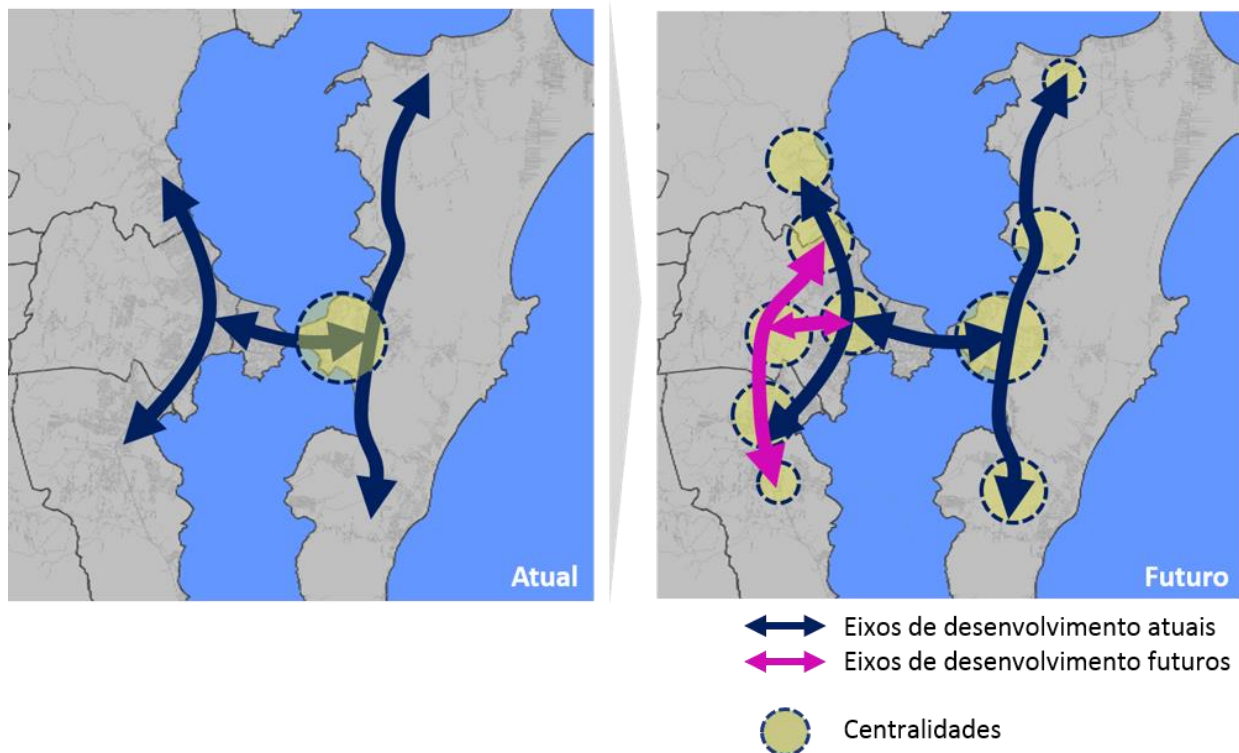 Atual
Futuro
Eixos de desenvolvimento atuais
Eixos de desenvolvimento futuros
Centralidades